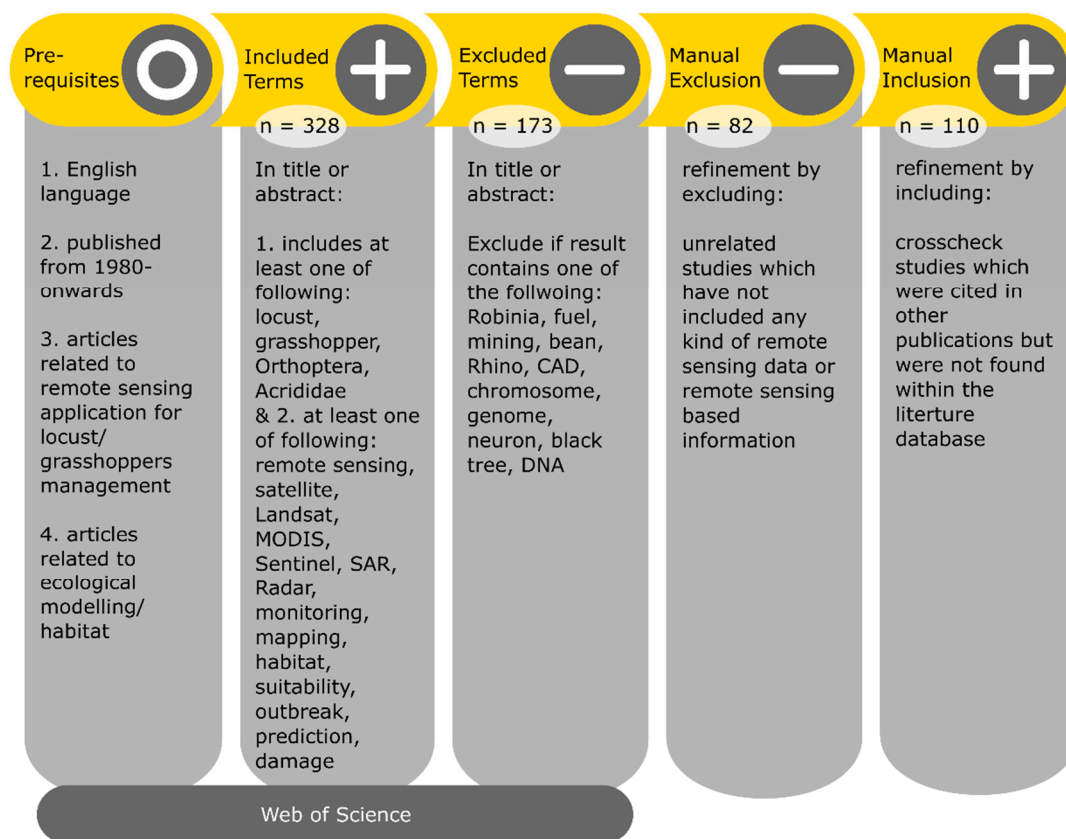 Pre-
requisites
1. English
language
2. published
from 1980-
onwards
3. articles
related to
remote sensing
application for
locust/
grasshoppers
management
4. articles
related to
ecological
modelling/
habitat
Included
Terms
n = 328
In title or
abstract:
1. includes at
least one of
following:
locust,
grasshopper,
Orthoptera,
Acrididae
& 2. at least one
of following:
remote sensing,
satellite,
Landsat,
MODIS,
Sentinel, SAR,
Radar,
monitoring,
mapping,
habitat,
suitability,
outbreak,
prediction,
damage
Excluded
Terms
n = 173
In title or
abstract:
Exclude if result
contains one of
the follwoing:
Robinia, fuel,
mining, bean,
Rhino, CAD,
chromosome,
genome,
neuron, black
tree, DNA
Manual
Exclusion
n = 82
refinement by
excluding:
unrelated
studies which
have not
included any
kind of remote
sensing data or
remote sensing
based
information
Manual
Inclusion
n = 110
refinement by
including:
crosscheck
studies which
were cited in
other
publications but
were not found
within the
literture
database
Web of Science